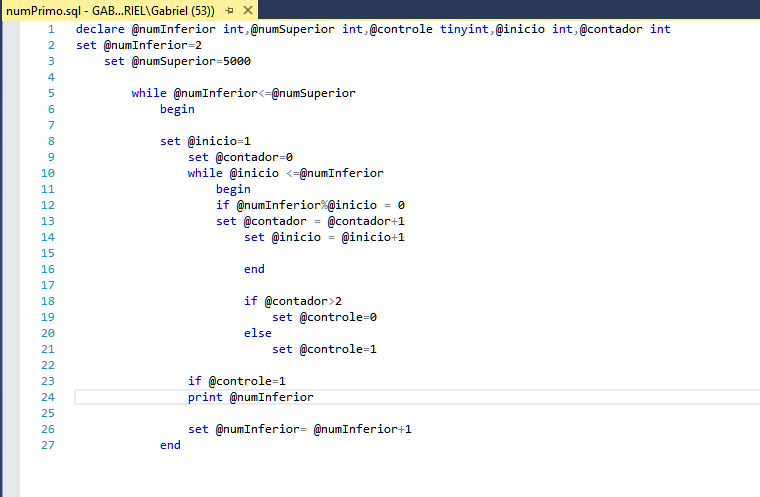 numPrimo.sql - GAB...RIEL\Gabriel (53))
1 declare @numInferior int,@numSuperior int,@controle tinyint,@inicio int,@contador int
2 set @numInferior=2
3 set @numSuperior=5000
4
5 while @numInferior<=@numSuperior
6 begin
7
8 set @inicio=1
9 set @contador=0
10 while @inicio <=@numInferior
11 begin
12 if @numInferior%@inicio = 0
13 set @contador = @contador+1
14 set @inicio = @inicio+1
15
16 end
17
18 if @contador>2
19 set @controle=0
20 else
21 set @controle=1
22
23 if @controle=1
24 print @numInferior
25
26 set @numInferior= @numInferior+1
27 end